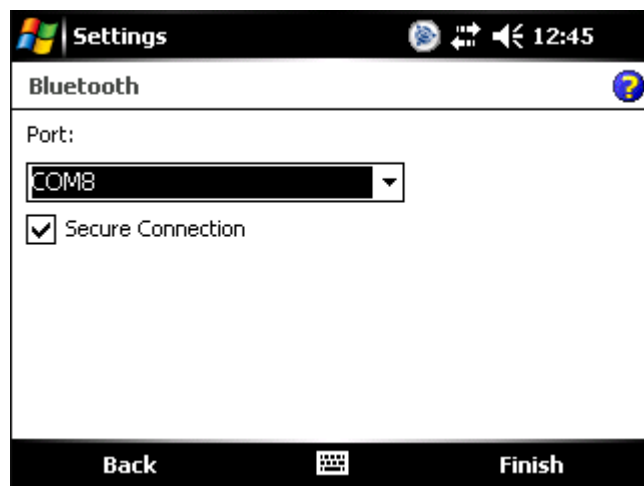 Settings 12:45
Bluetooth ?
Port:
COM8
Secure Connection
Back Finish